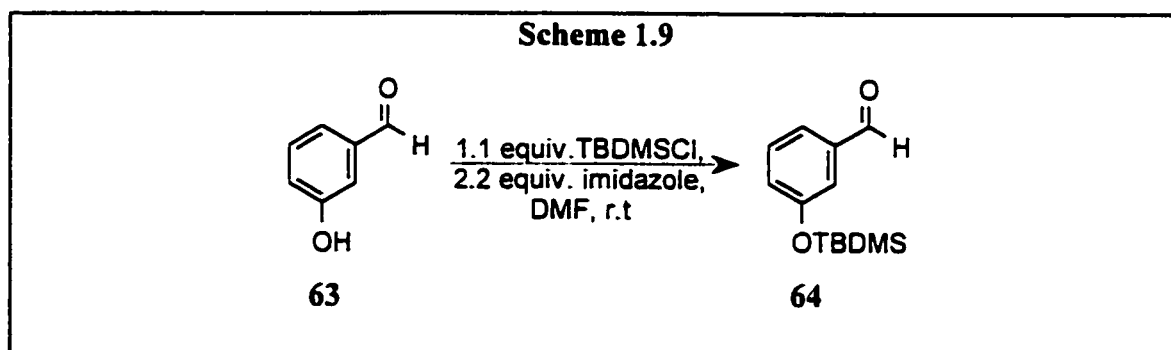 Scheme 1.9
O
H
OH
63
1.1 equiv.TBDMSCl,
2.2 equiv. imidazole,
DMF, r.t
O
H
OTBDMS
64